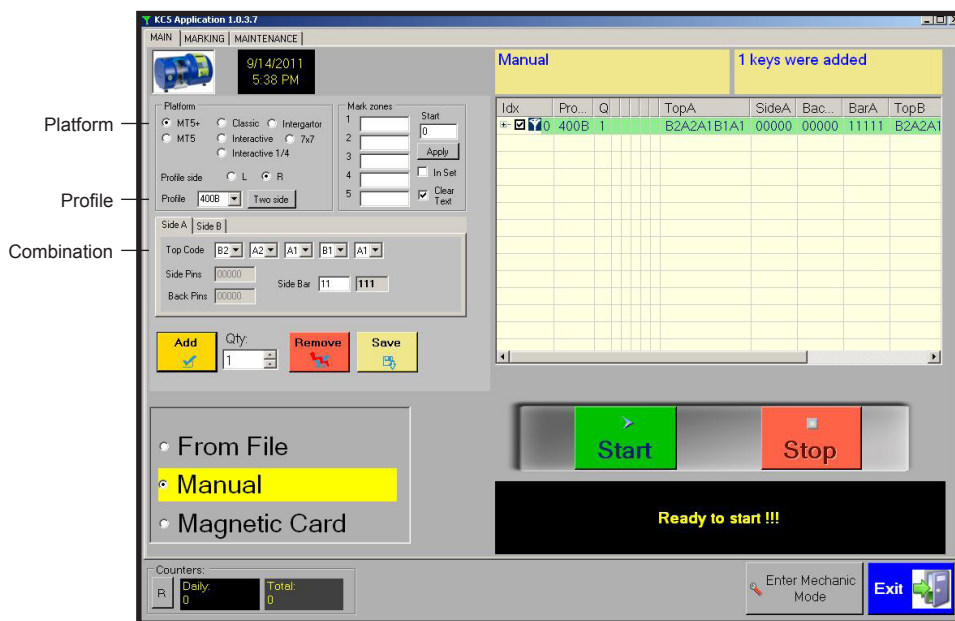 KC5 Application 1.0.3.7
MAIN MARKING MAINTENANCE
9/14/2011
5:38 PM
Manual
1 keys were added
Platform
Platform
MT5+ Classic Intergartor
MT5 Interactive 7x7
Interactive 1/4
Profile side L R
Profile
Profile 400B Two side
Mark zones
1
2
3
4
5
Start
0
Apply
In Set
Clear
Text
Side A Side B
Combination
Top Code B2 A2 A1 B1 A1
Side Pins 00000
Back Pins 00000
Side Bar 11 111
Add
Qty:
1
Remove
Save
Idx Pro... Q TopA SideA Bac... BarA TopB
0 400B 1 B2A2A1B1A1 00000 00000 11111 B2A2A1
From File
Manual
Magnetic Card
Start
Stop
Ready to start !!!
Counters:
R
Daily:
0
Total:
0
Enter Mechanic
Mode
Exit